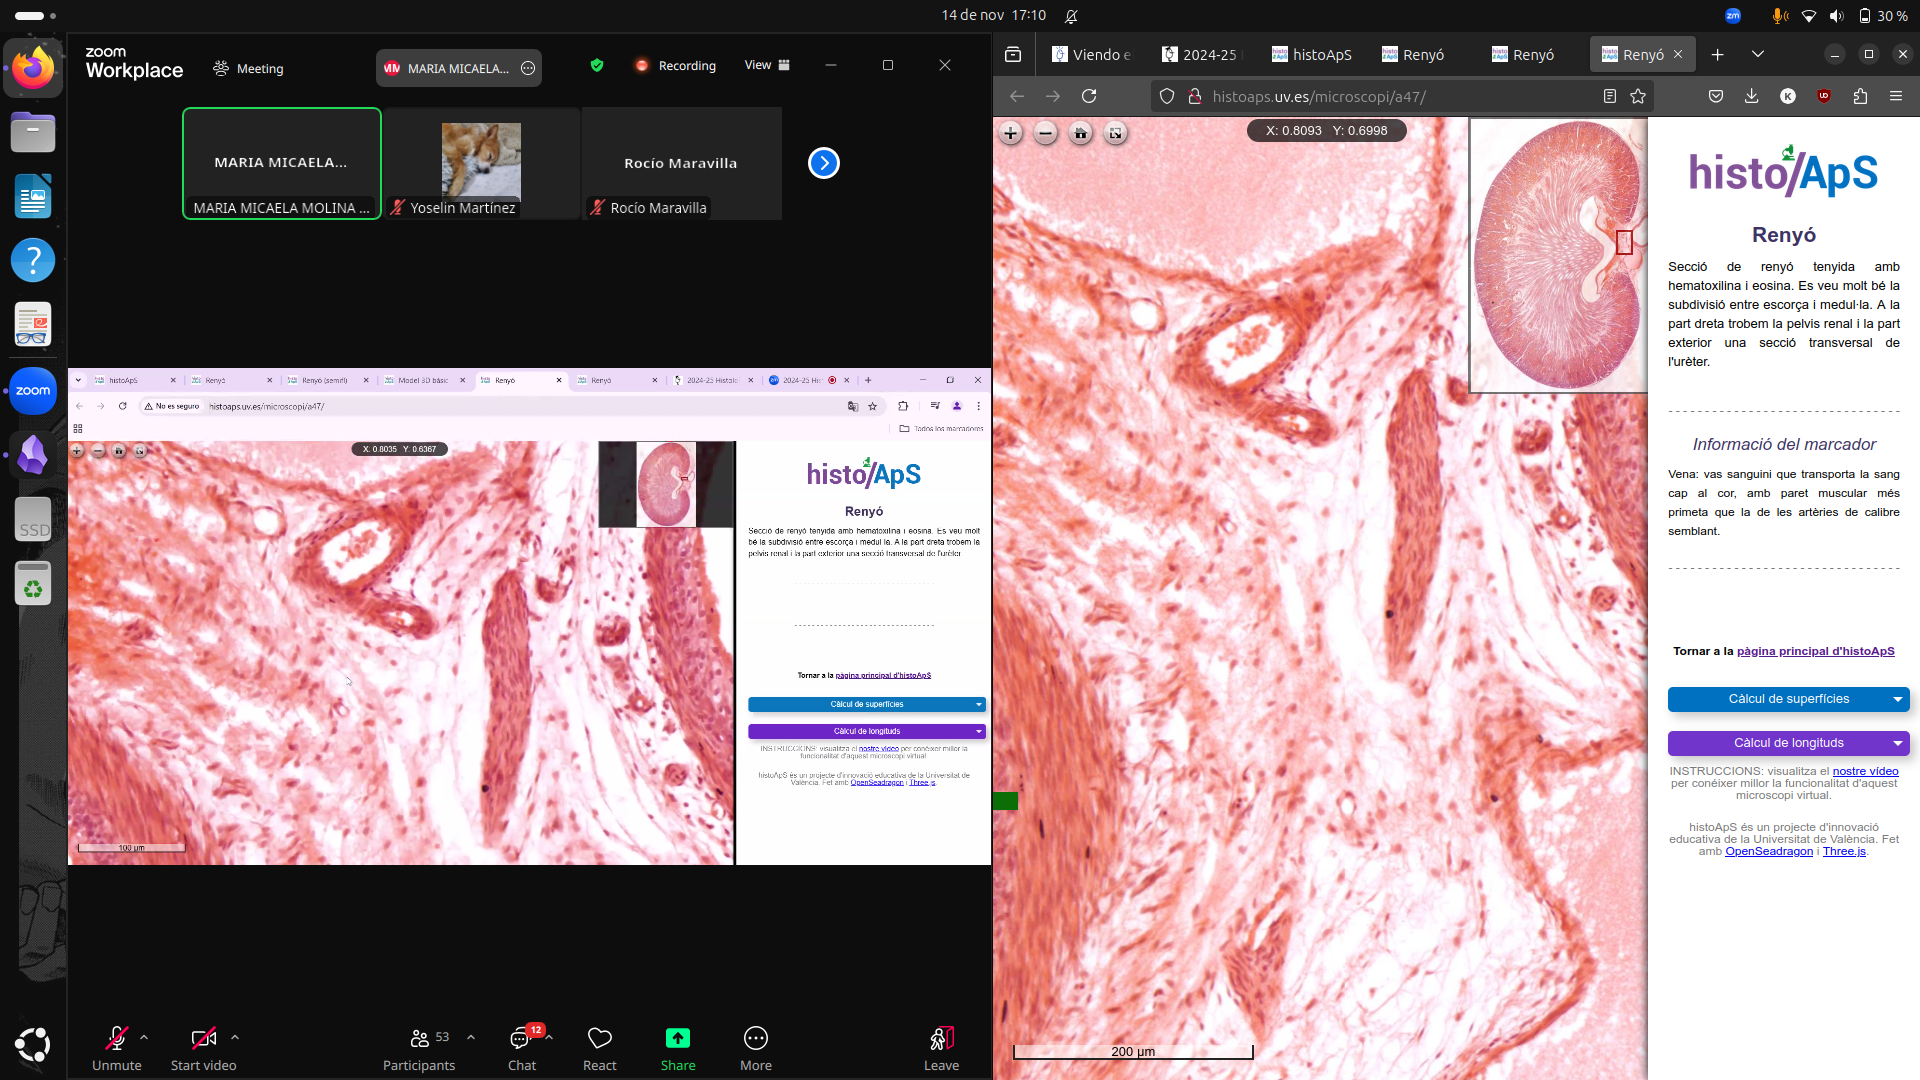 14 de nov 17:10
zm
30 %
zoom
Workplace
Meeting
MM
MARIA MICAELA...
Recording
View
MARIA MICAELA...
MARIA MICAELA MOLINA ...
Yoselin Martínez
Rocío Maravilla
Rocío Maravilla
histoApS
Renyó
Renyó (semifi)
Model 3D bàsic
Renyó
Renyó
2024-25 Histolo
2024-25 His
No es seguro
histoaps.uv.es/microscopi/a47/
Todos los marcadores
X: 0.8035 Y: 0.6367
histo/ApS
Renyó
Secció de renyó tenyida amb hematoxilina i eosina. Es veu molt
bé la subdivisió entre escorça i medul·la. A la part dreta trobem la
pelvis renal i la part exterior una secció transversal de l'urèter.
Tornar a la pàgina principal d'histoApS
Càlcul de superfícies
Càlcul de longituds
INSTRUCCIONS: visualitza el nostre vídeo per conéixer millor la
funcionalitat d'aquest microscopi virtual.
histoApS és un projecte d'innovació educativa de la Universitat de
València. Fet amb OpenSeadragon i Three.js.
100 µm
Unmute
Start video
53
Participants
12
Chat
React
Share
More
Leave
zoom
SSD
Viendo e
2024-25
histoApS
Renyó
Renyó
Renyó
histoaps.uv.es/microscopi/a47/
K
X: 0.8093 Y: 0.6998
histo/ApS
Renyó
Secció de renyó tenyida amb
hematoxilina i eosina. Es veu molt bé la
subdivisió entre escorça i medul·la. A la
part dreta trobem la pelvis renal i la part
exterior una secció transversal de
l'urèter.
Informació del marcador
Vena: vas sanguini que transporta la sang
cap al cor, amb paret muscular més
primeta que la de les artèries de calibre
semblant.
Tornar a la pàgina principal d'histoApS
Càlcul de superfícies
Càlcul de longituds
INSTRUCCIONS: visualitza el nostre vídeo
per conéixer millor la funcionalitat d'aquest
microscopi virtual.
histoApS és un projecte d'innovació
educativa de la Universitat de València. Fet
amb OpenSeadragon i Three.js.
200 µm